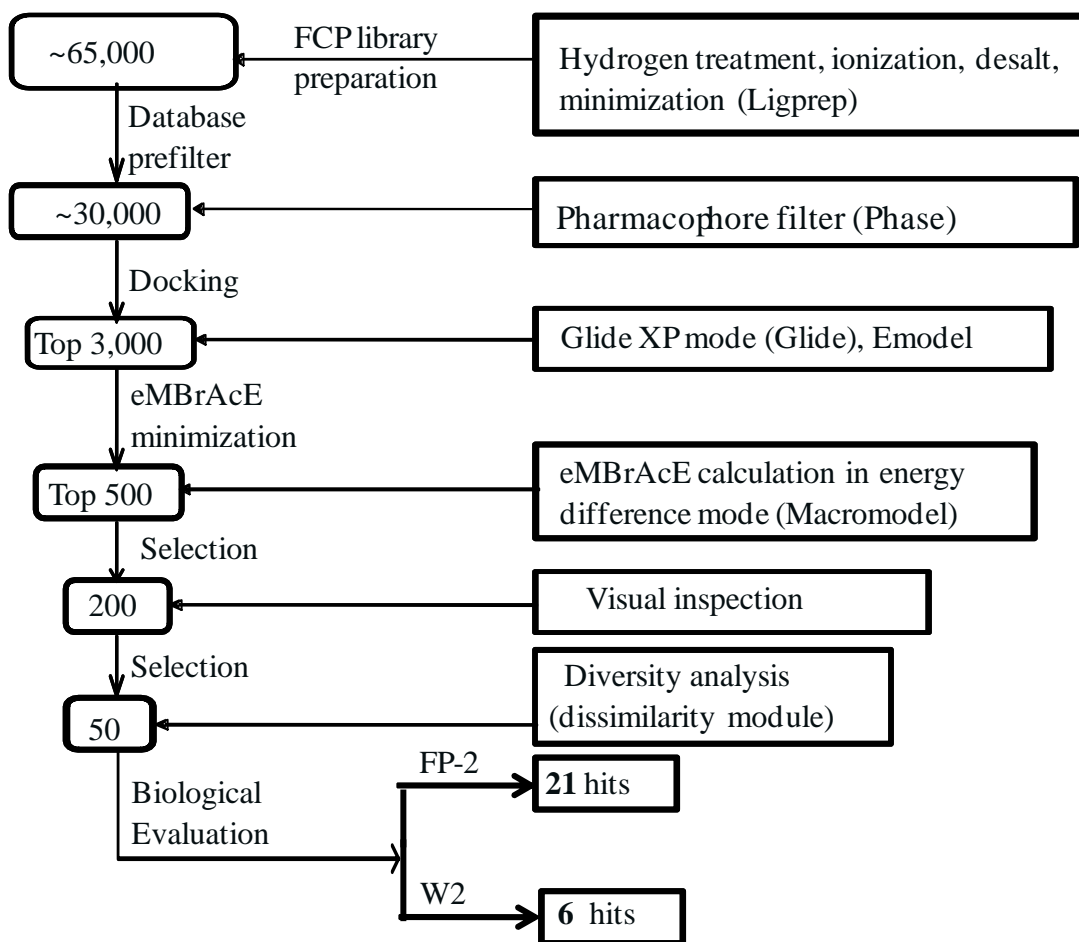 ~65,000
FCP library
preparation
Hydrogen treatment, ionization, desalt,
minimization (Ligprep)
Database
prefilter
~30,000
Pharmacophore filter (Phase)
Docking
Top 3,000
Glide XP mode (Glide), Emodel
eMBrAcE
minimization
Top 500
eMBrAcE calculation in energy
difference mode (Macromodel)
Selection
200
Visual inspection
Selection
50
Diversity analysis
(dissimilarity module)
Biological
Evaluation
FP-2
21 hits
W2
6 hits